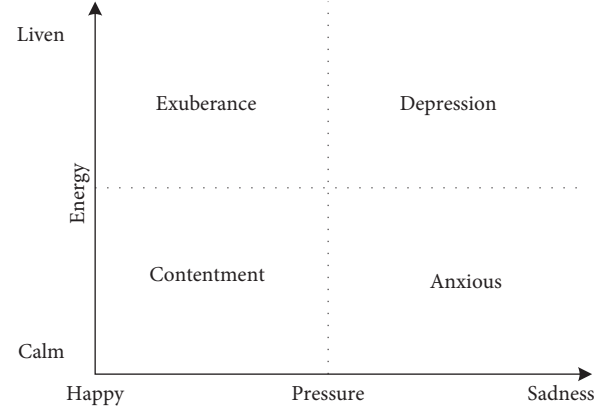 Liven
Exuberance
Depression
Energy
Contentment
Anxious
Calm
Happy
Pressure
Sadness